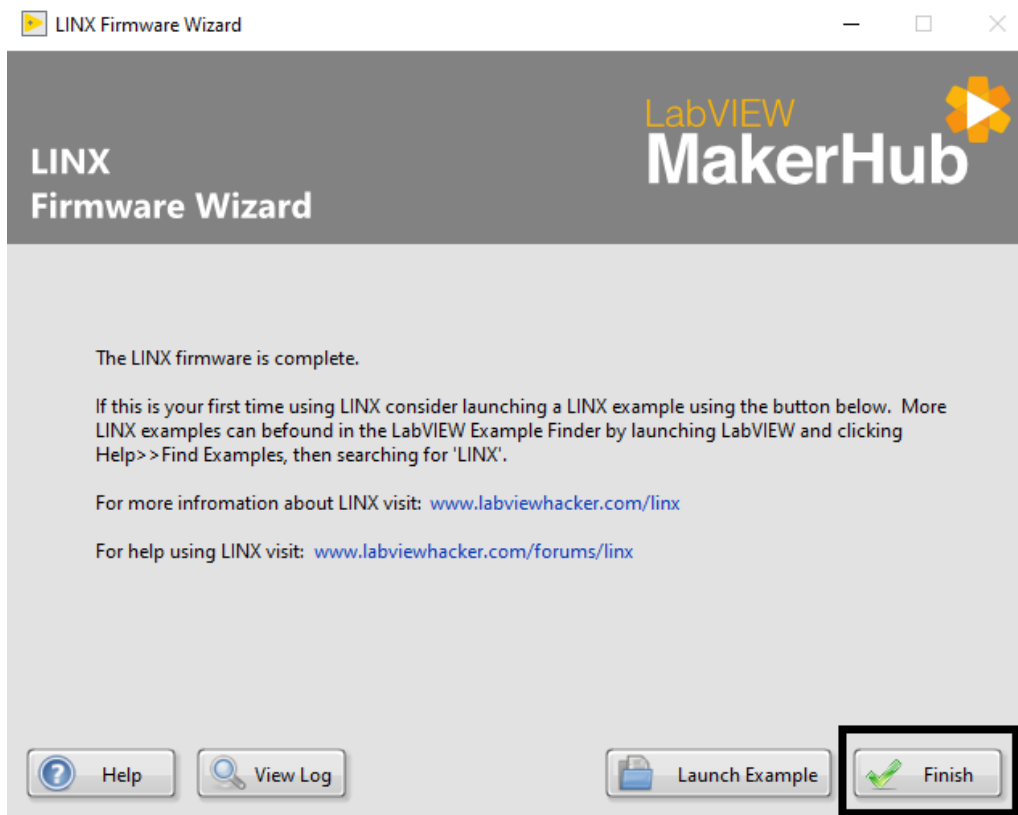 LINX Firmware Wizard
LabVIEW
MakerHub
LINX
Firmware Wizard
The LINX firmware is complete.
If this is your first time using LINX consider launching a LINX example using the button below.  More
LINX examples can befound in the LabVIEW Example Finder by launching LabVIEW and clicking
Help>>Find Examples, then searching for 'LINX'.
For more infromation about LINX visit:  www.labviewhacker.com/linx
For help using LINX visit:  www.labviewhacker.com/forums/linx
Help View Log Launch Example Finish